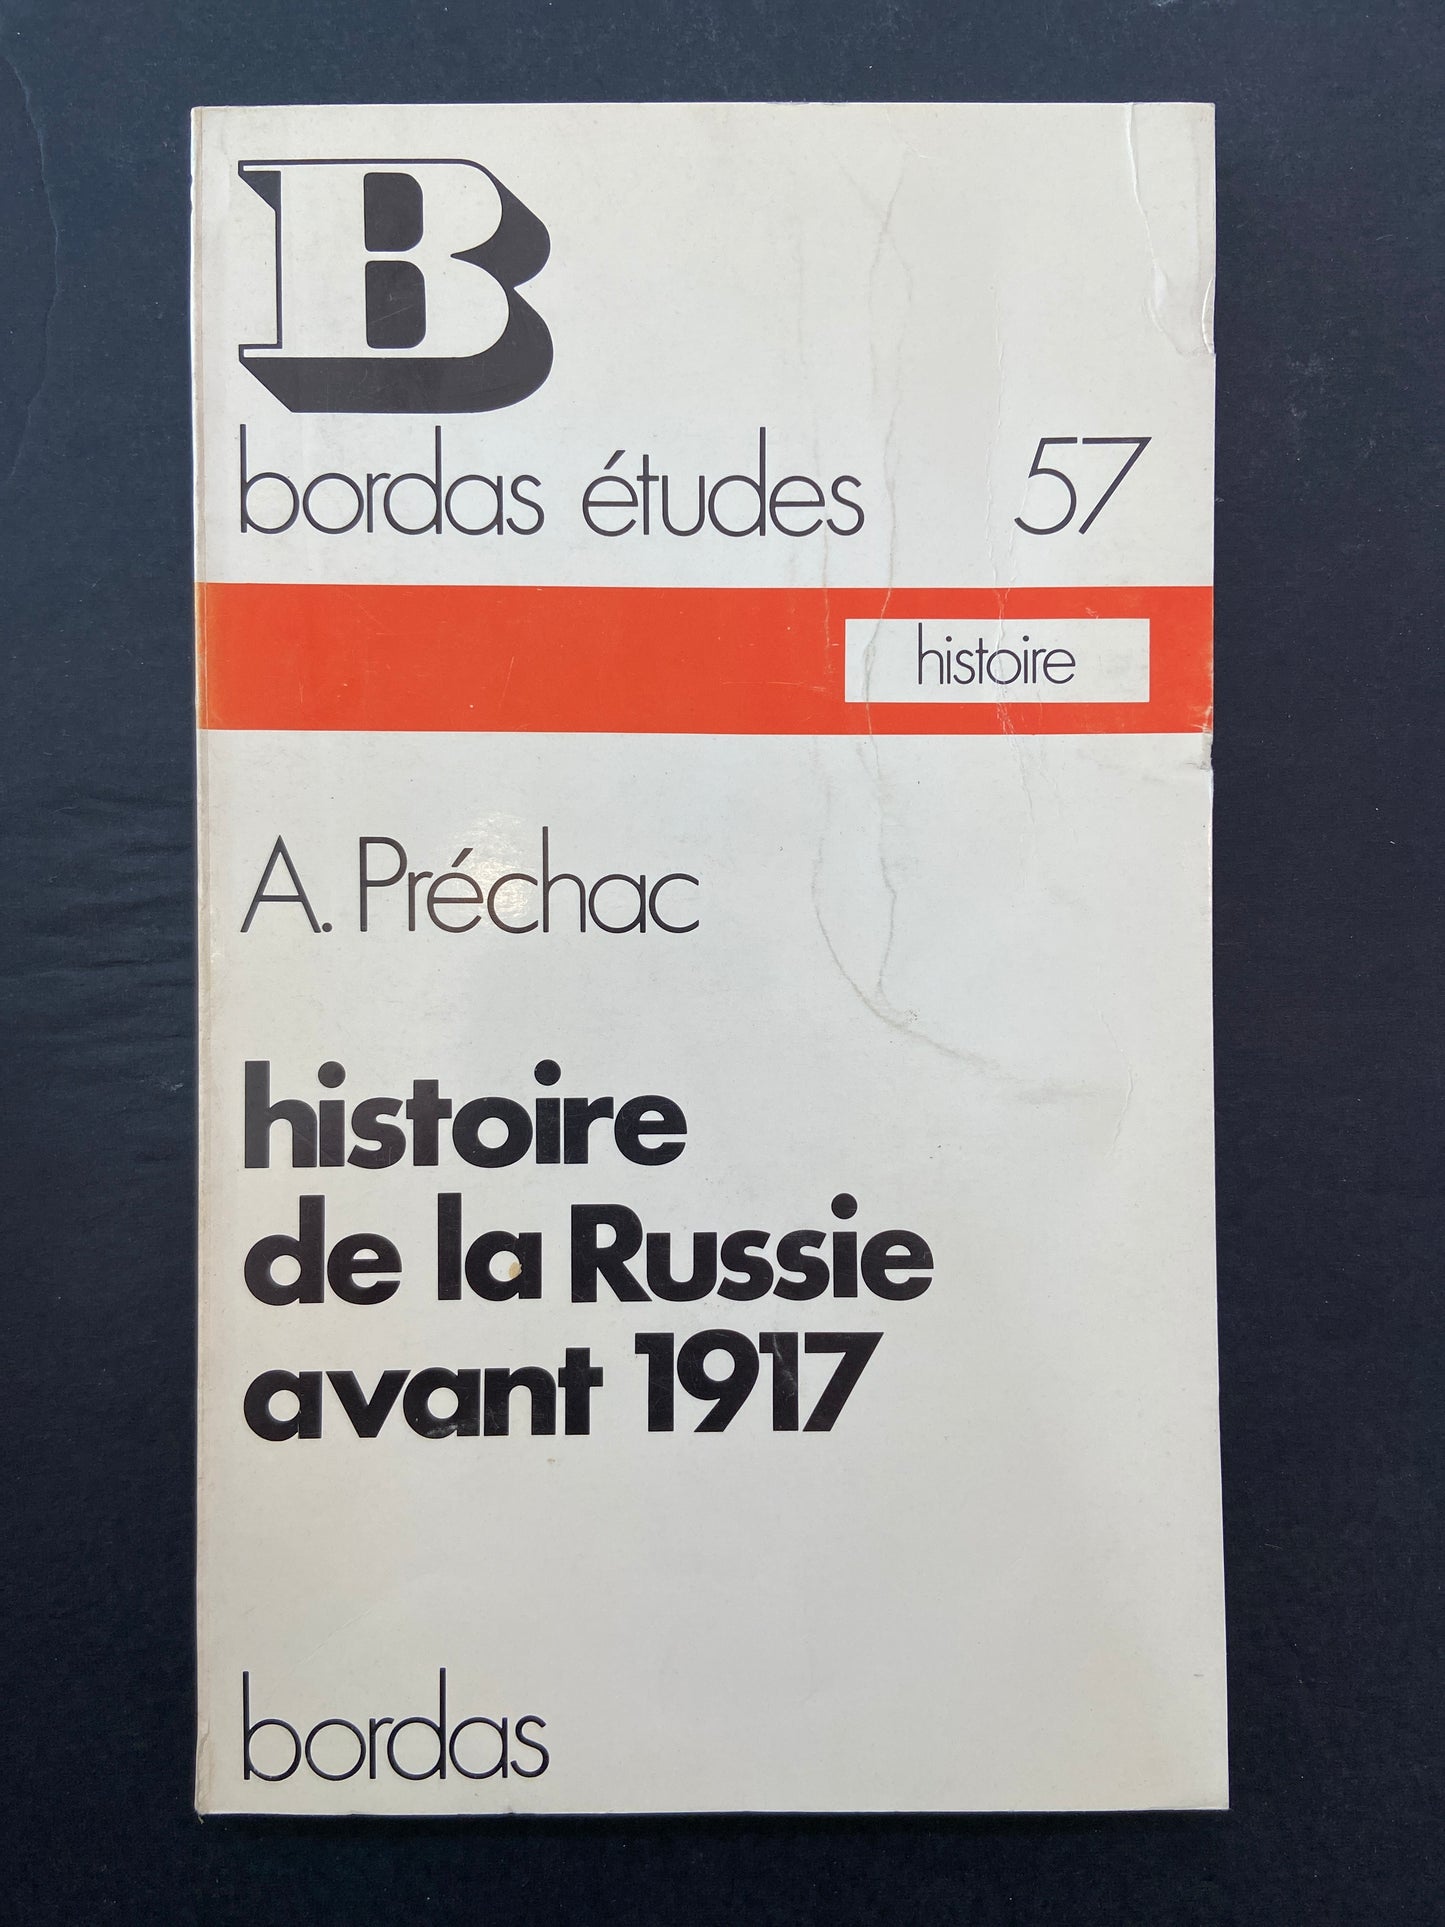 B
bordas études 57
histoire
A. Préchac
histoire
de la Russie
avant 1917
bordas